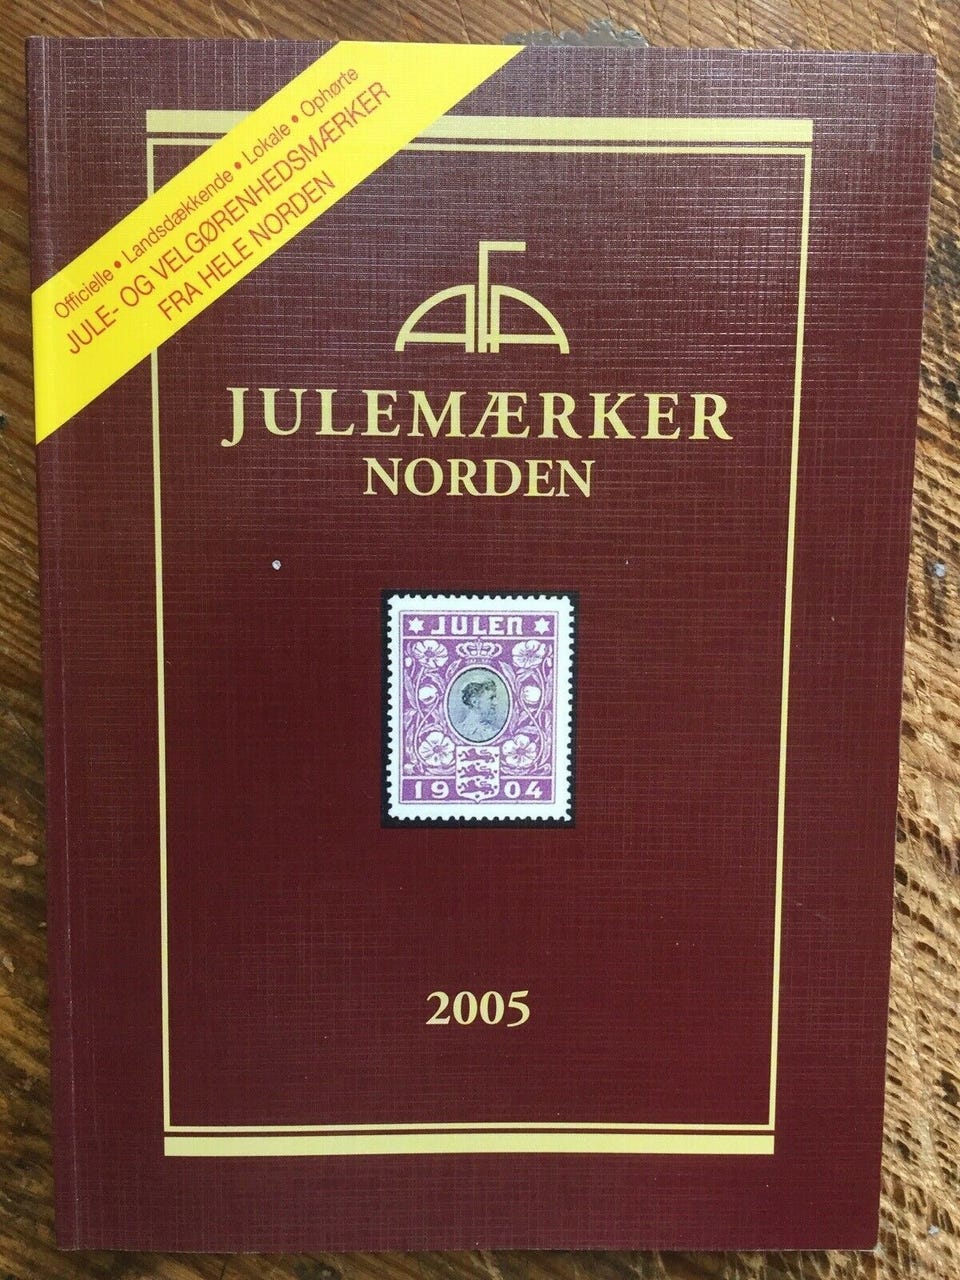 Officielle • Landsdækkende • Lokale • Ophørte
JULE- OG VELGØRENHEDSMÆRKER
FRA HELE NORDEN
AFA
JULEMÆRKER
NORDEN
★ JULEN ★
1904
2005